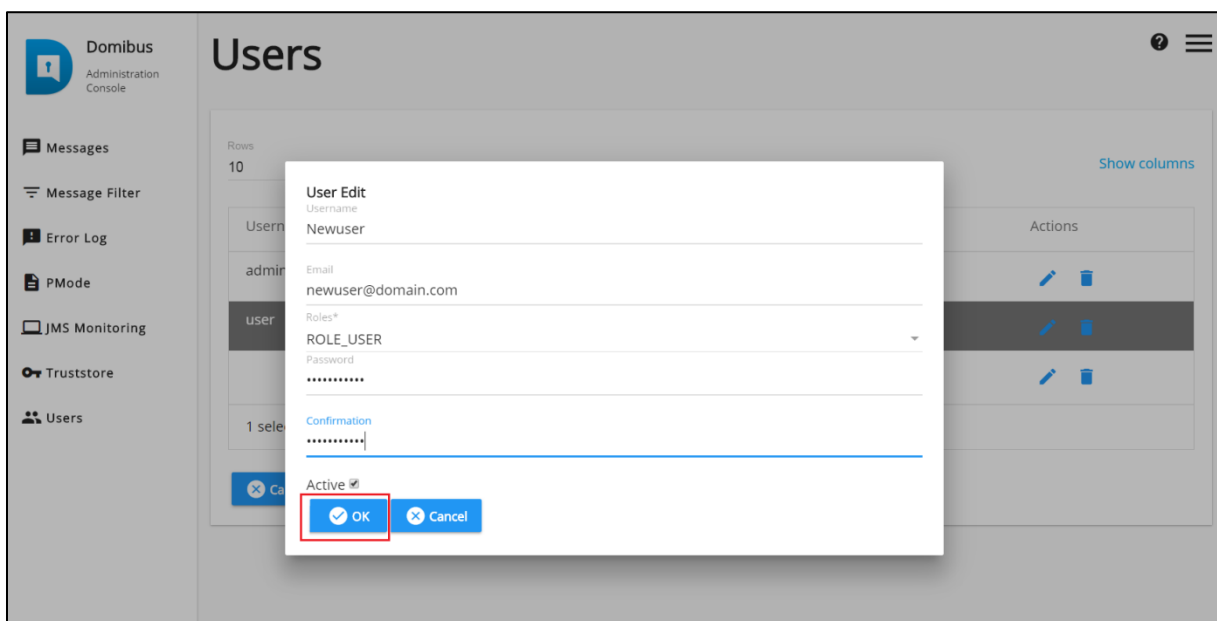 Domibus
Administration
Console
Users
Messages
Message Filter
Error Log
PMode
JMS Monitoring
Truststore
Users
Rows
10
Show columns
Usern
Actions
admin
user
1 sele
Ca
User Edit
Username
Newuser
Email
newuser@domain.com
Roles*
ROLE_USER
Password
•••••••••••
Confirmation
•••••••••••
Active
OK
Cancel